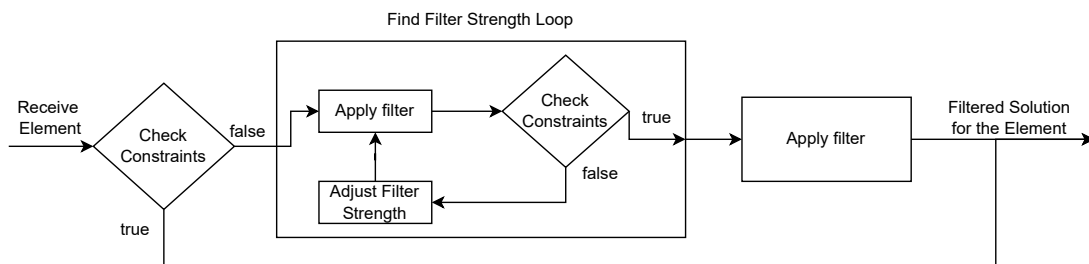 Find Filter Strength Loop
Receive
Element
Check
Constraints
false
true
Apply filter
Check
Constraints
true
false
Adjust Filter
Strength
Apply filter
Filtered Solution
for the Element